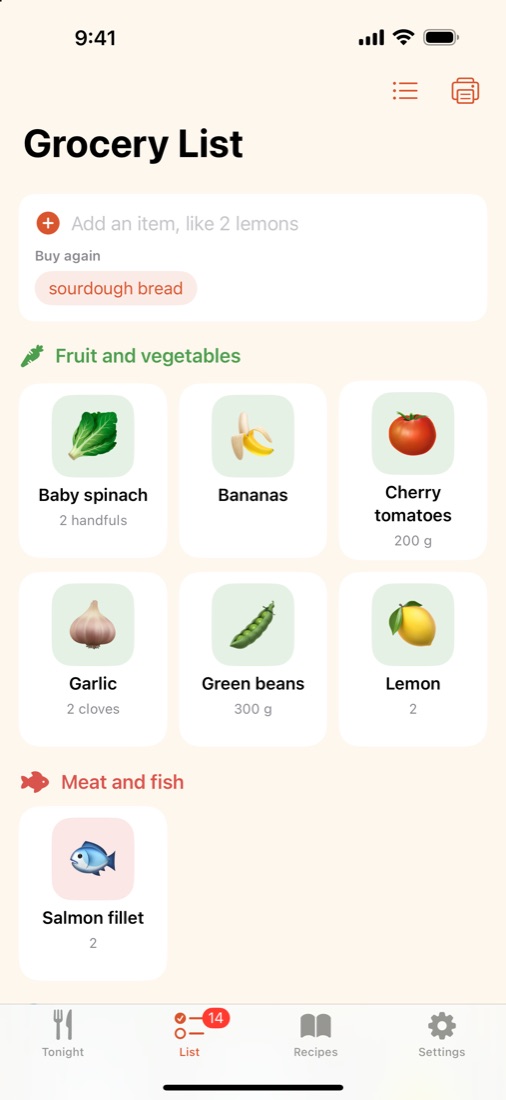 9:41
Grocery List
Add an item, like 2 lemons
Buy again
sourdough bread
Fruit and vegetables
Baby spinach
2 handfuls
Bananas
Cherry
tomatoes
200 g
Garlic
2 cloves
Green beans
300 g
Lemon
2
Meat and fish
Salmon fillet
2
14
Tonight
List
Recipes
Settings